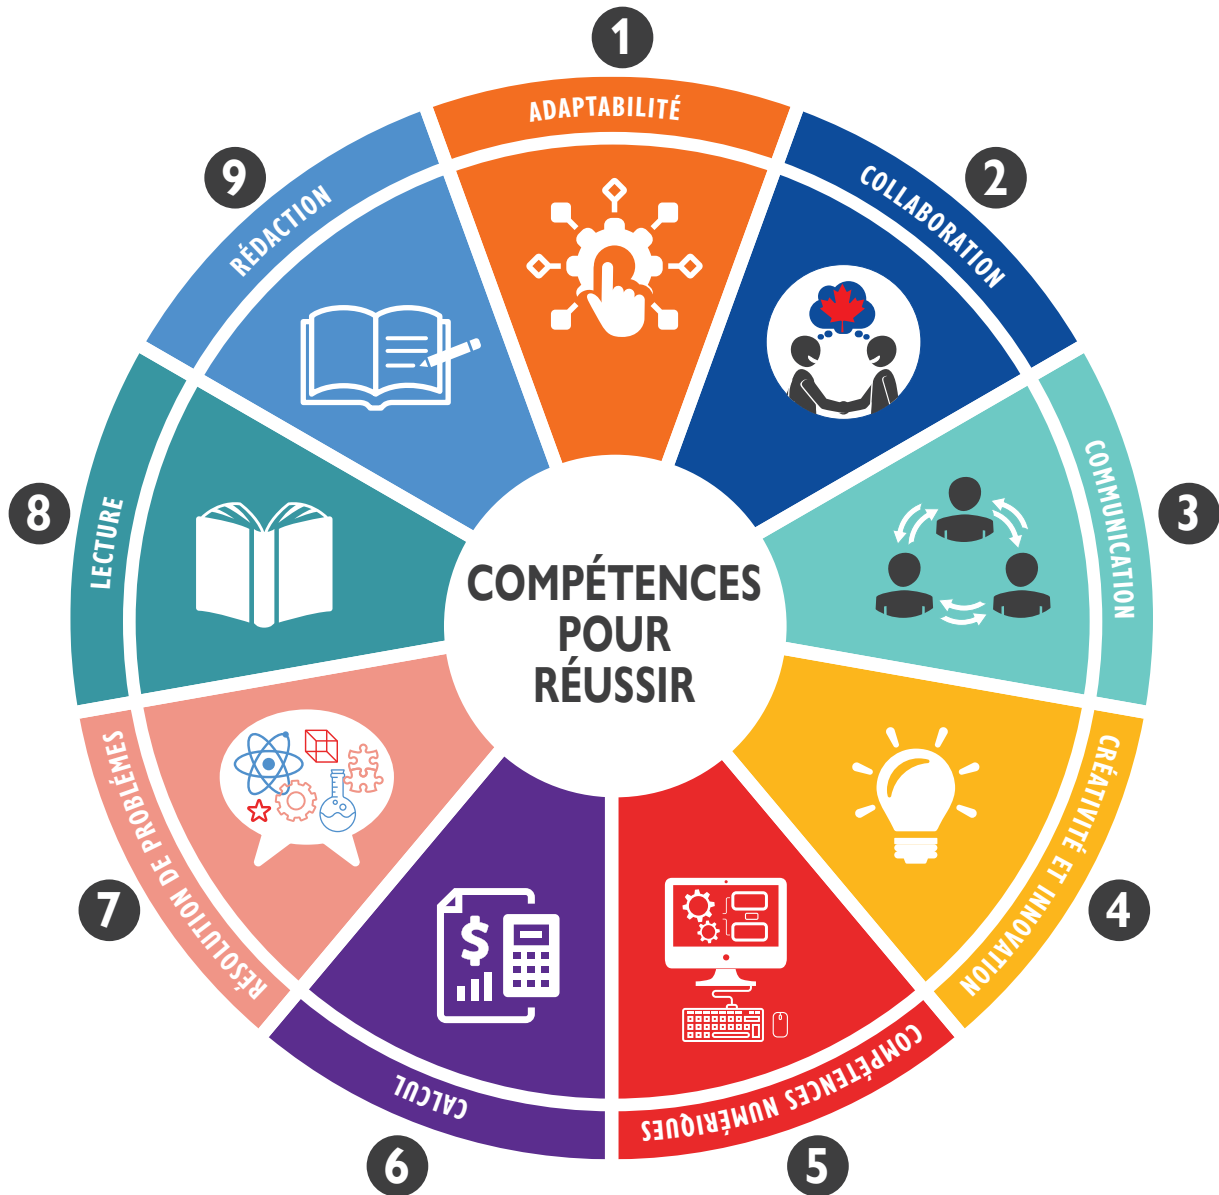 COMPÉTENCES
POUR
RÉUSSIR
1
ADAPTABILITÉ
2
COLLABORATION
3
COMMUNICATION
4
CRÉATIVITÉ ET INNOVATION
5
COMPÉTENCES NUMÉRIQUES
6
CALCUL
$
7
RÉSOLUTION DE PROBLÈMES
8
LECTURE
9
RÉDACTION